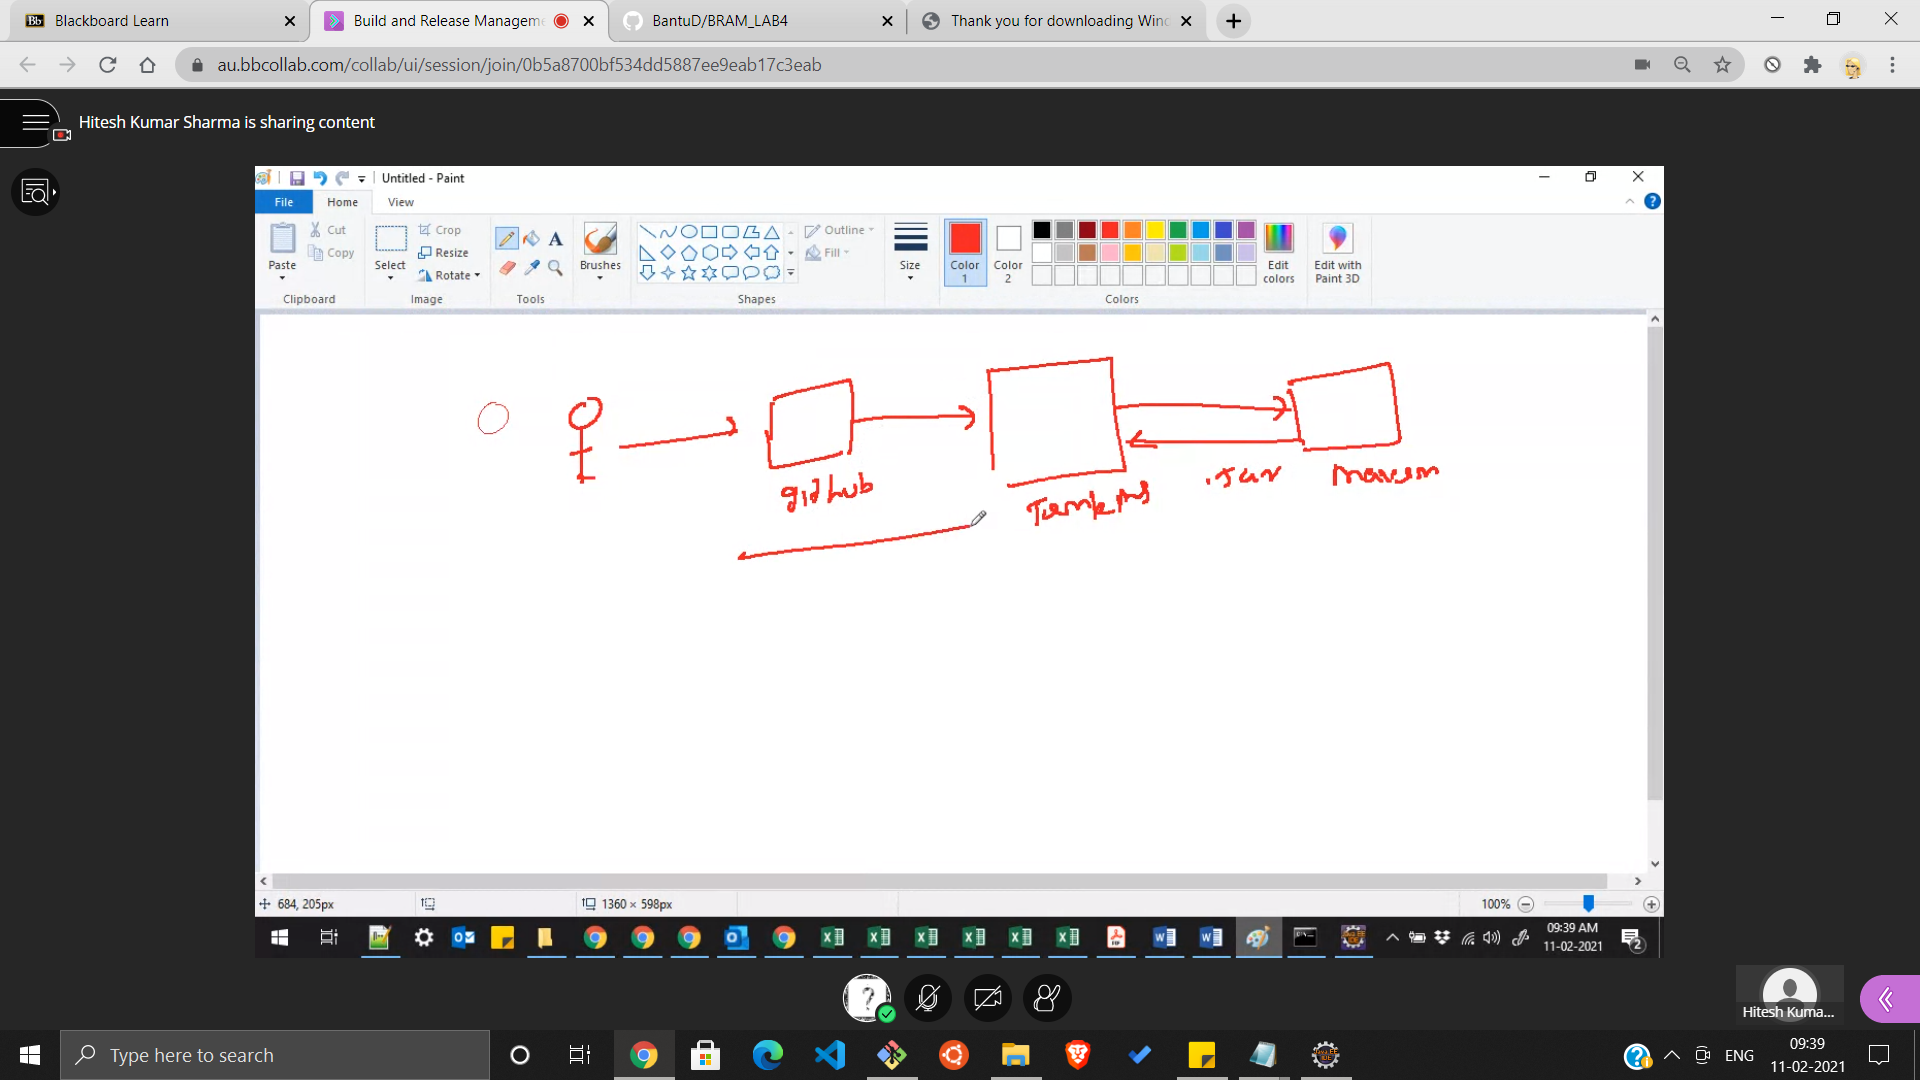 Blackboard Learn
Build and Release Manageme
BantuD/BRAM_LAB4
Thank you for downloading Wind
au.bbcollab.com/collab/ui/session/join/0b5a8700bf534dd5887ee9eab17c3eab
Hitesh Kumar Sharma is sharing content
Untitled - Paint
File
Home
View
Paste
Cut
Copy
Clipboard
Select
Crop
Resize
Rotate
Image
A
Tools
Brushes
Outline
Fill
Shapes
Size
Color 1
Color 2
Edit colors
Colors
Edit with Paint 3D
github
Jenkins
.Jar
maven
684, 205px
1360 × 598px
100%
09:39 AM
11-02-2021
2
Hitesh Kuma...
Type here to search
ENG
09:39
11-02-2021